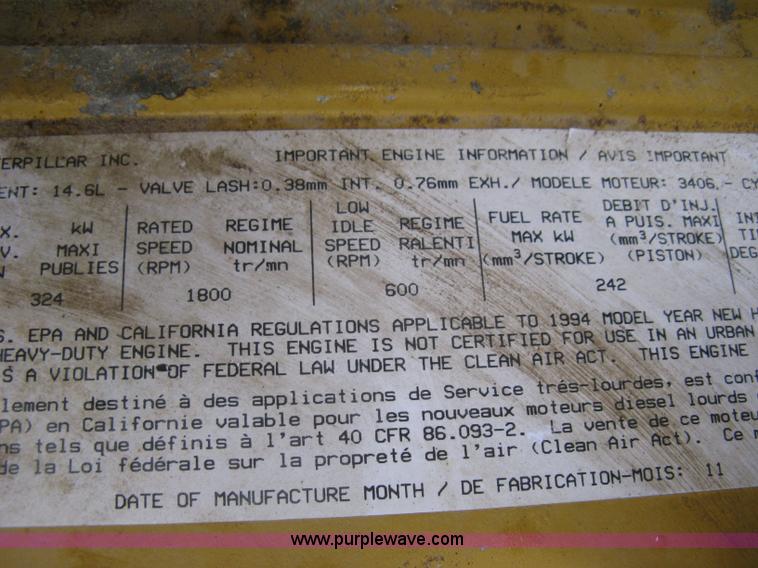 ERPILLAR INC. IMPORTANT ENGINE INFORMATION / AVIS IMPORTANT
ENT: 14.6L - VALVE LASH:0.38mm INT. 0.76mm EXH./ MODELE MOTEUR: 3406,- CY
X. kW RATED REGIME LOW IDLE REGIME FUEL RATE DEBIT D'INJ.
V. MAXI SPEED NOMINAL SPEED RALENTI MAX kW A PUIS. MAXI
W PUBLIES (RPM) tr/mn (RPM) tr/mn (mm³/STROKE) (mm³/STROKE) (PISTON)
INI
TI
DEG
324 1800 600 242
S. EPA AND CALIFORNIA REGULATIONS APPLICABLE TO 1994 MODEL YEAR NEW H
HEAVY-DUTY ENGINE. THIS ENGINE IS NOT CERTIFIED FOR USE IN AN URBAN
S A VIOLATION OF FEDERAL LAW UNDER THE CLEAN AIR ACT. THIS ENGINE
lement destiné à des applications de Service trés-lourdes, est conf
PA) en Californie valable pour les nouveaux moteurs diesel lourds
ns tels que définis à l'art 40 CFR 86.093-2. La vente de ce moteu
de la Loi fédérale sur la propreté de l'air (Clean Air Act). Ce m
DATE OF MANUFACTURE MONTH / DE FABRICATION-MOIS: 11
www.purplewave.com